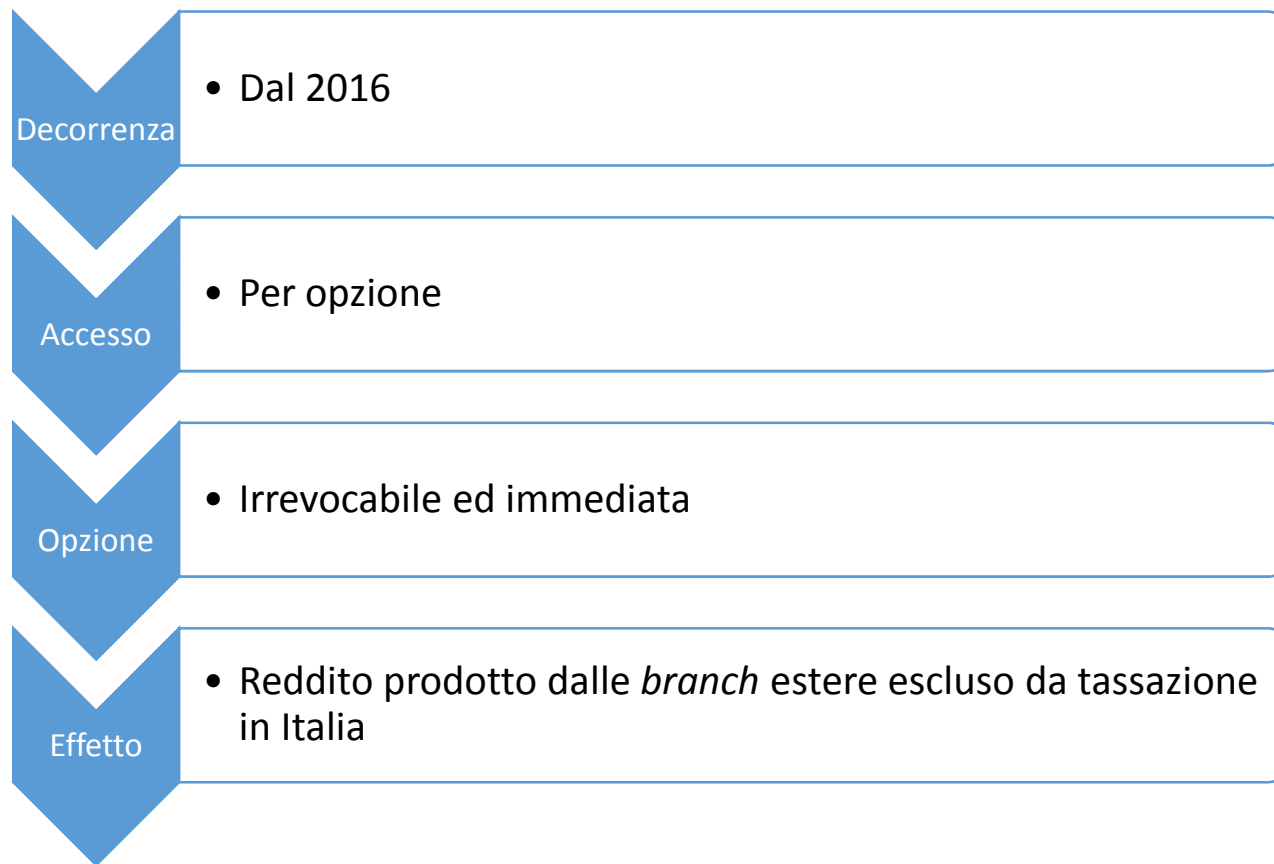 Decorrenza
• Dal 2016
Accesso
• Per opzione
Opzione
• Irrevocabile ed immediata
Effetto
• Reddito prodotto dalle branch estere escluso da tassazione
in Italia